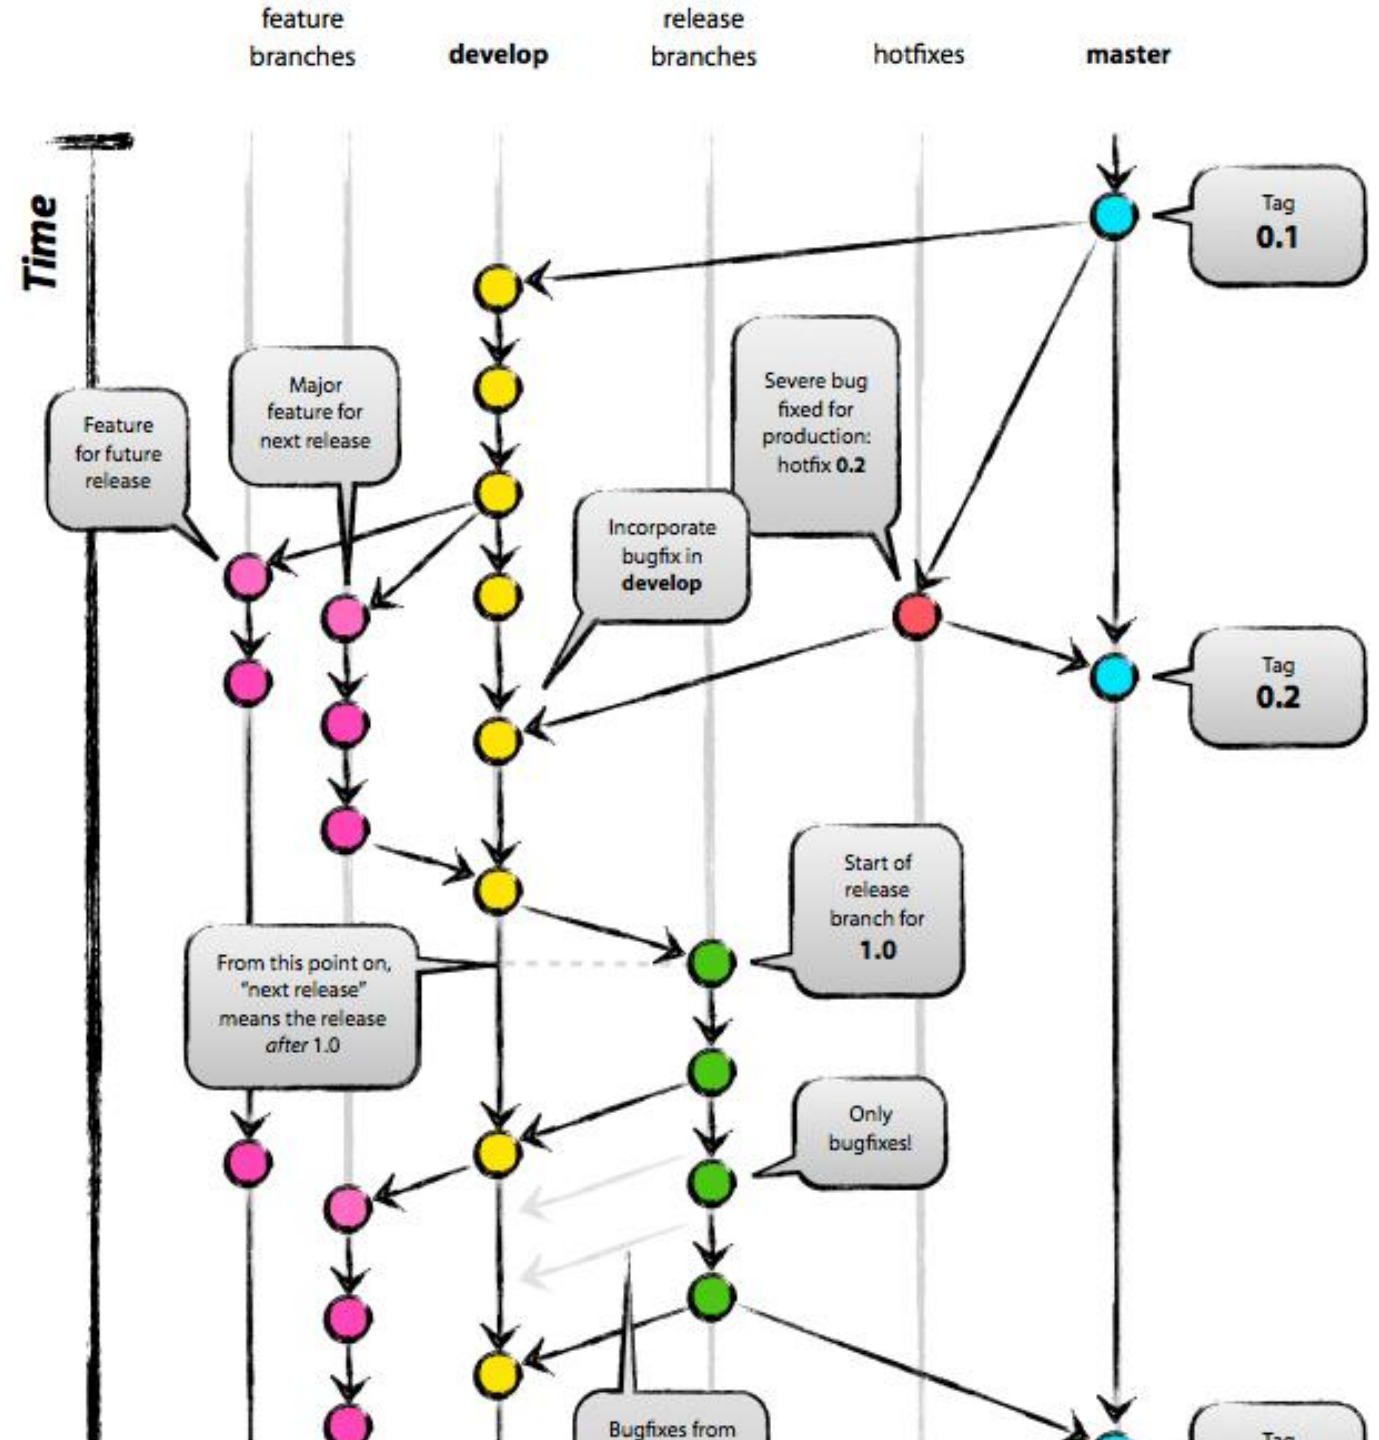 feature
branches
develop
release
branches
hotfixes
master
Time
Tag
0.1
Severe bug
fixed for
production:
hotfix 0.2
Major
feature for
next release
Feature
for future
release
Incorporate
bugfix in
develop
Tag
0.2
Start of
release
branch for
1.0
From this point on,
“next release”
means the release
after 1.0
Only
bugfixes!
Bugfixes from
Tag